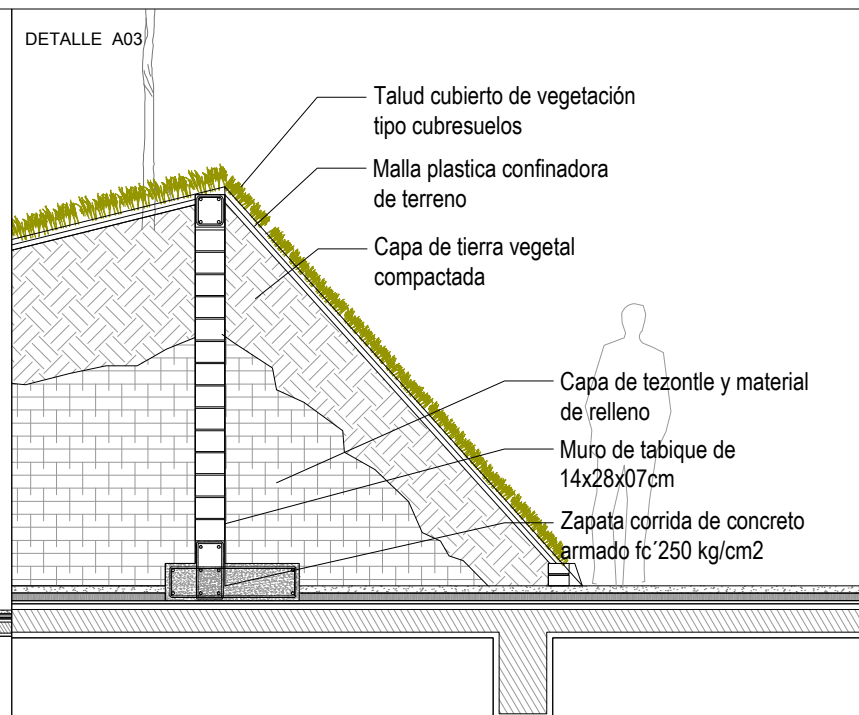 DETALLE A03
Talud cubierto de vegetación
tipo cubresuelos
Malla plastica confinadora
de terreno
Capa de tierra vegetal
compactada
Capa de tezontle y material
de relleno
Muro de tabique de
14x28x07cm
Zapata corrida de concreto
armado fc´250 kg/cm2